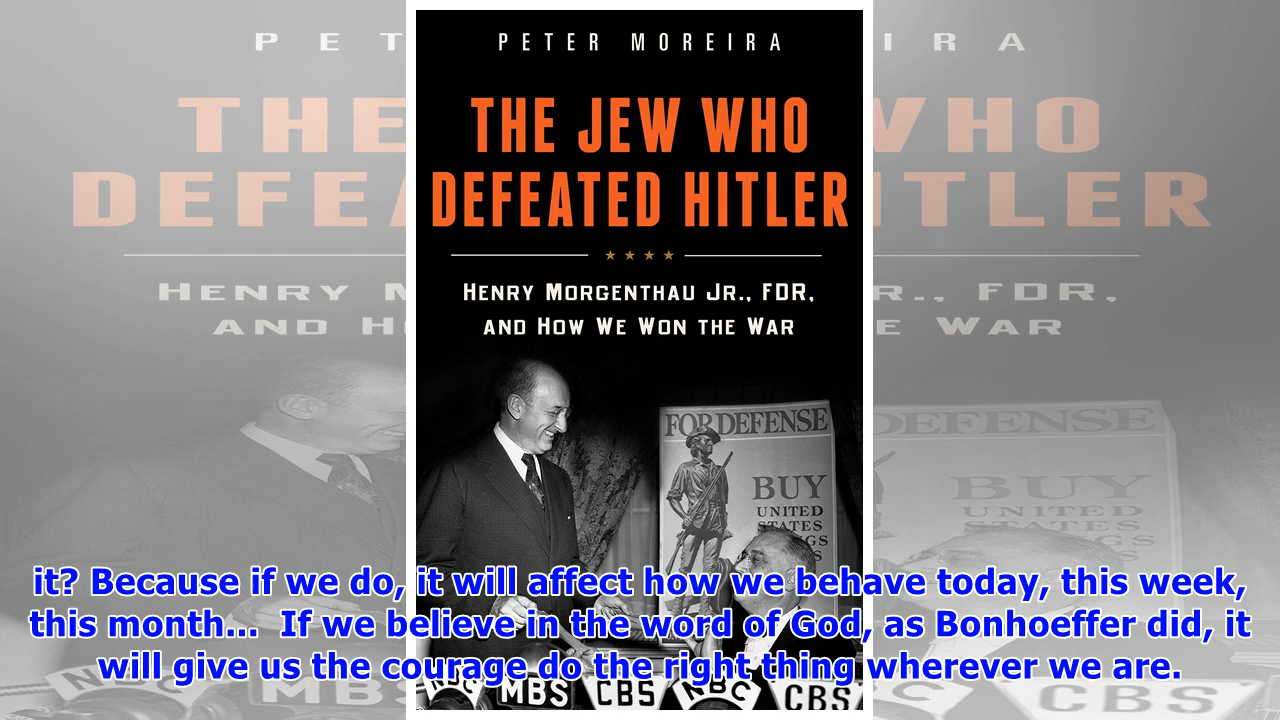 PETER MOREIRA
THE JEW WHO
DEFEATED HITLER
HENRY MORGENTHAU JR., FDR,
AND HOW WE WON THE WAR
FOR DEFENSE
BUY
UNITED
STATES
it? Because if we do, it will affect how we behave today, this week,
this month... If we believe in the word of God, as Bonhoeffer did, it
will give us the courage do the right thing wherever we are.
NBC MBS CBS NBC CBS